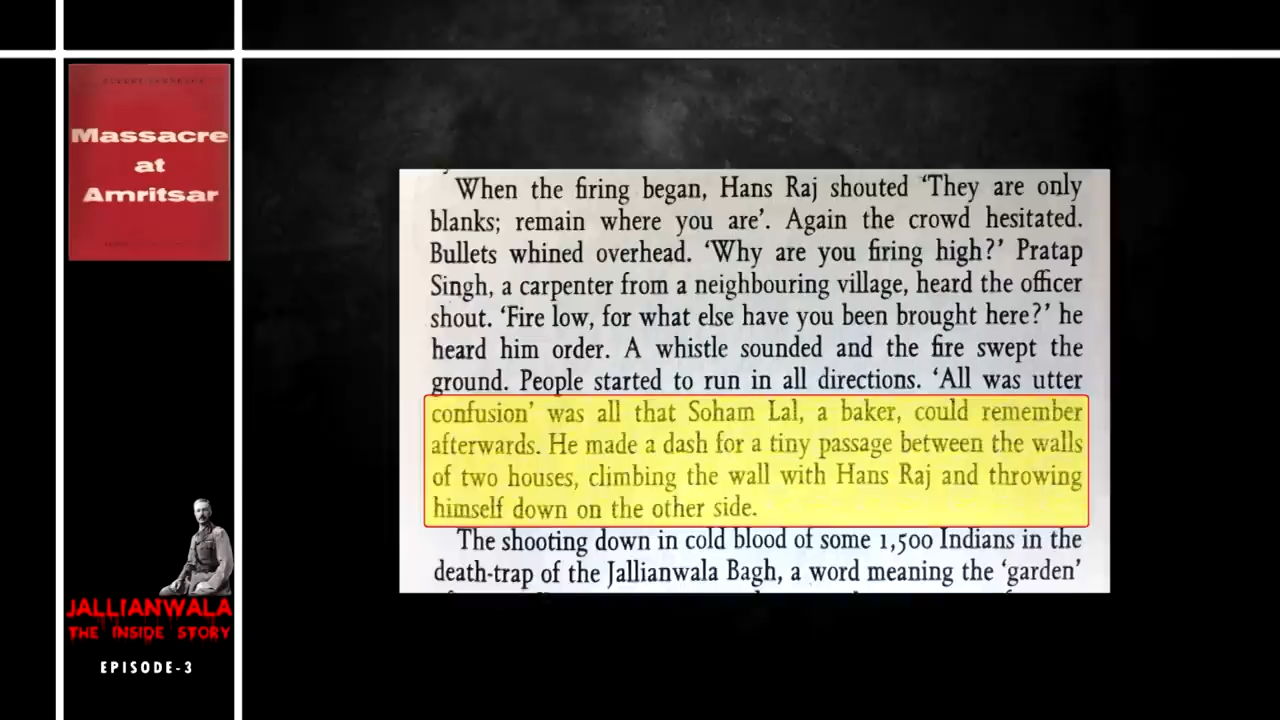 Massacre
at
Amritsar
When the firing began, Hans Raj shouted ‘They are only
blanks; remain where you are’. Again the crowd hesitated.
Bullets whined overhead. ‘Why are you firing high?’ Pratap
Singh, a carpenter from a neighbouring village, heard the officer
shout. ‘Fire low, for what else have you been brought here?’ he
heard him order. A whistle sounded and the fire swept the
ground. People started to run in all directions. ‘All was utter
confusion’ was all that Soham Lal, a baker, could remember
afterwards. He made a dash for a tiny passage between the walls
of two houses, climbing the wall with Hans Raj and throwing
himself down on the other side.
The shooting down in cold blood of some 1,500 Indians in the
death-trap of the Jallianwala Bagh, a word meaning the ‘garden’
JALLIANWALA
THE INSIDE STORY
EPISODE-3